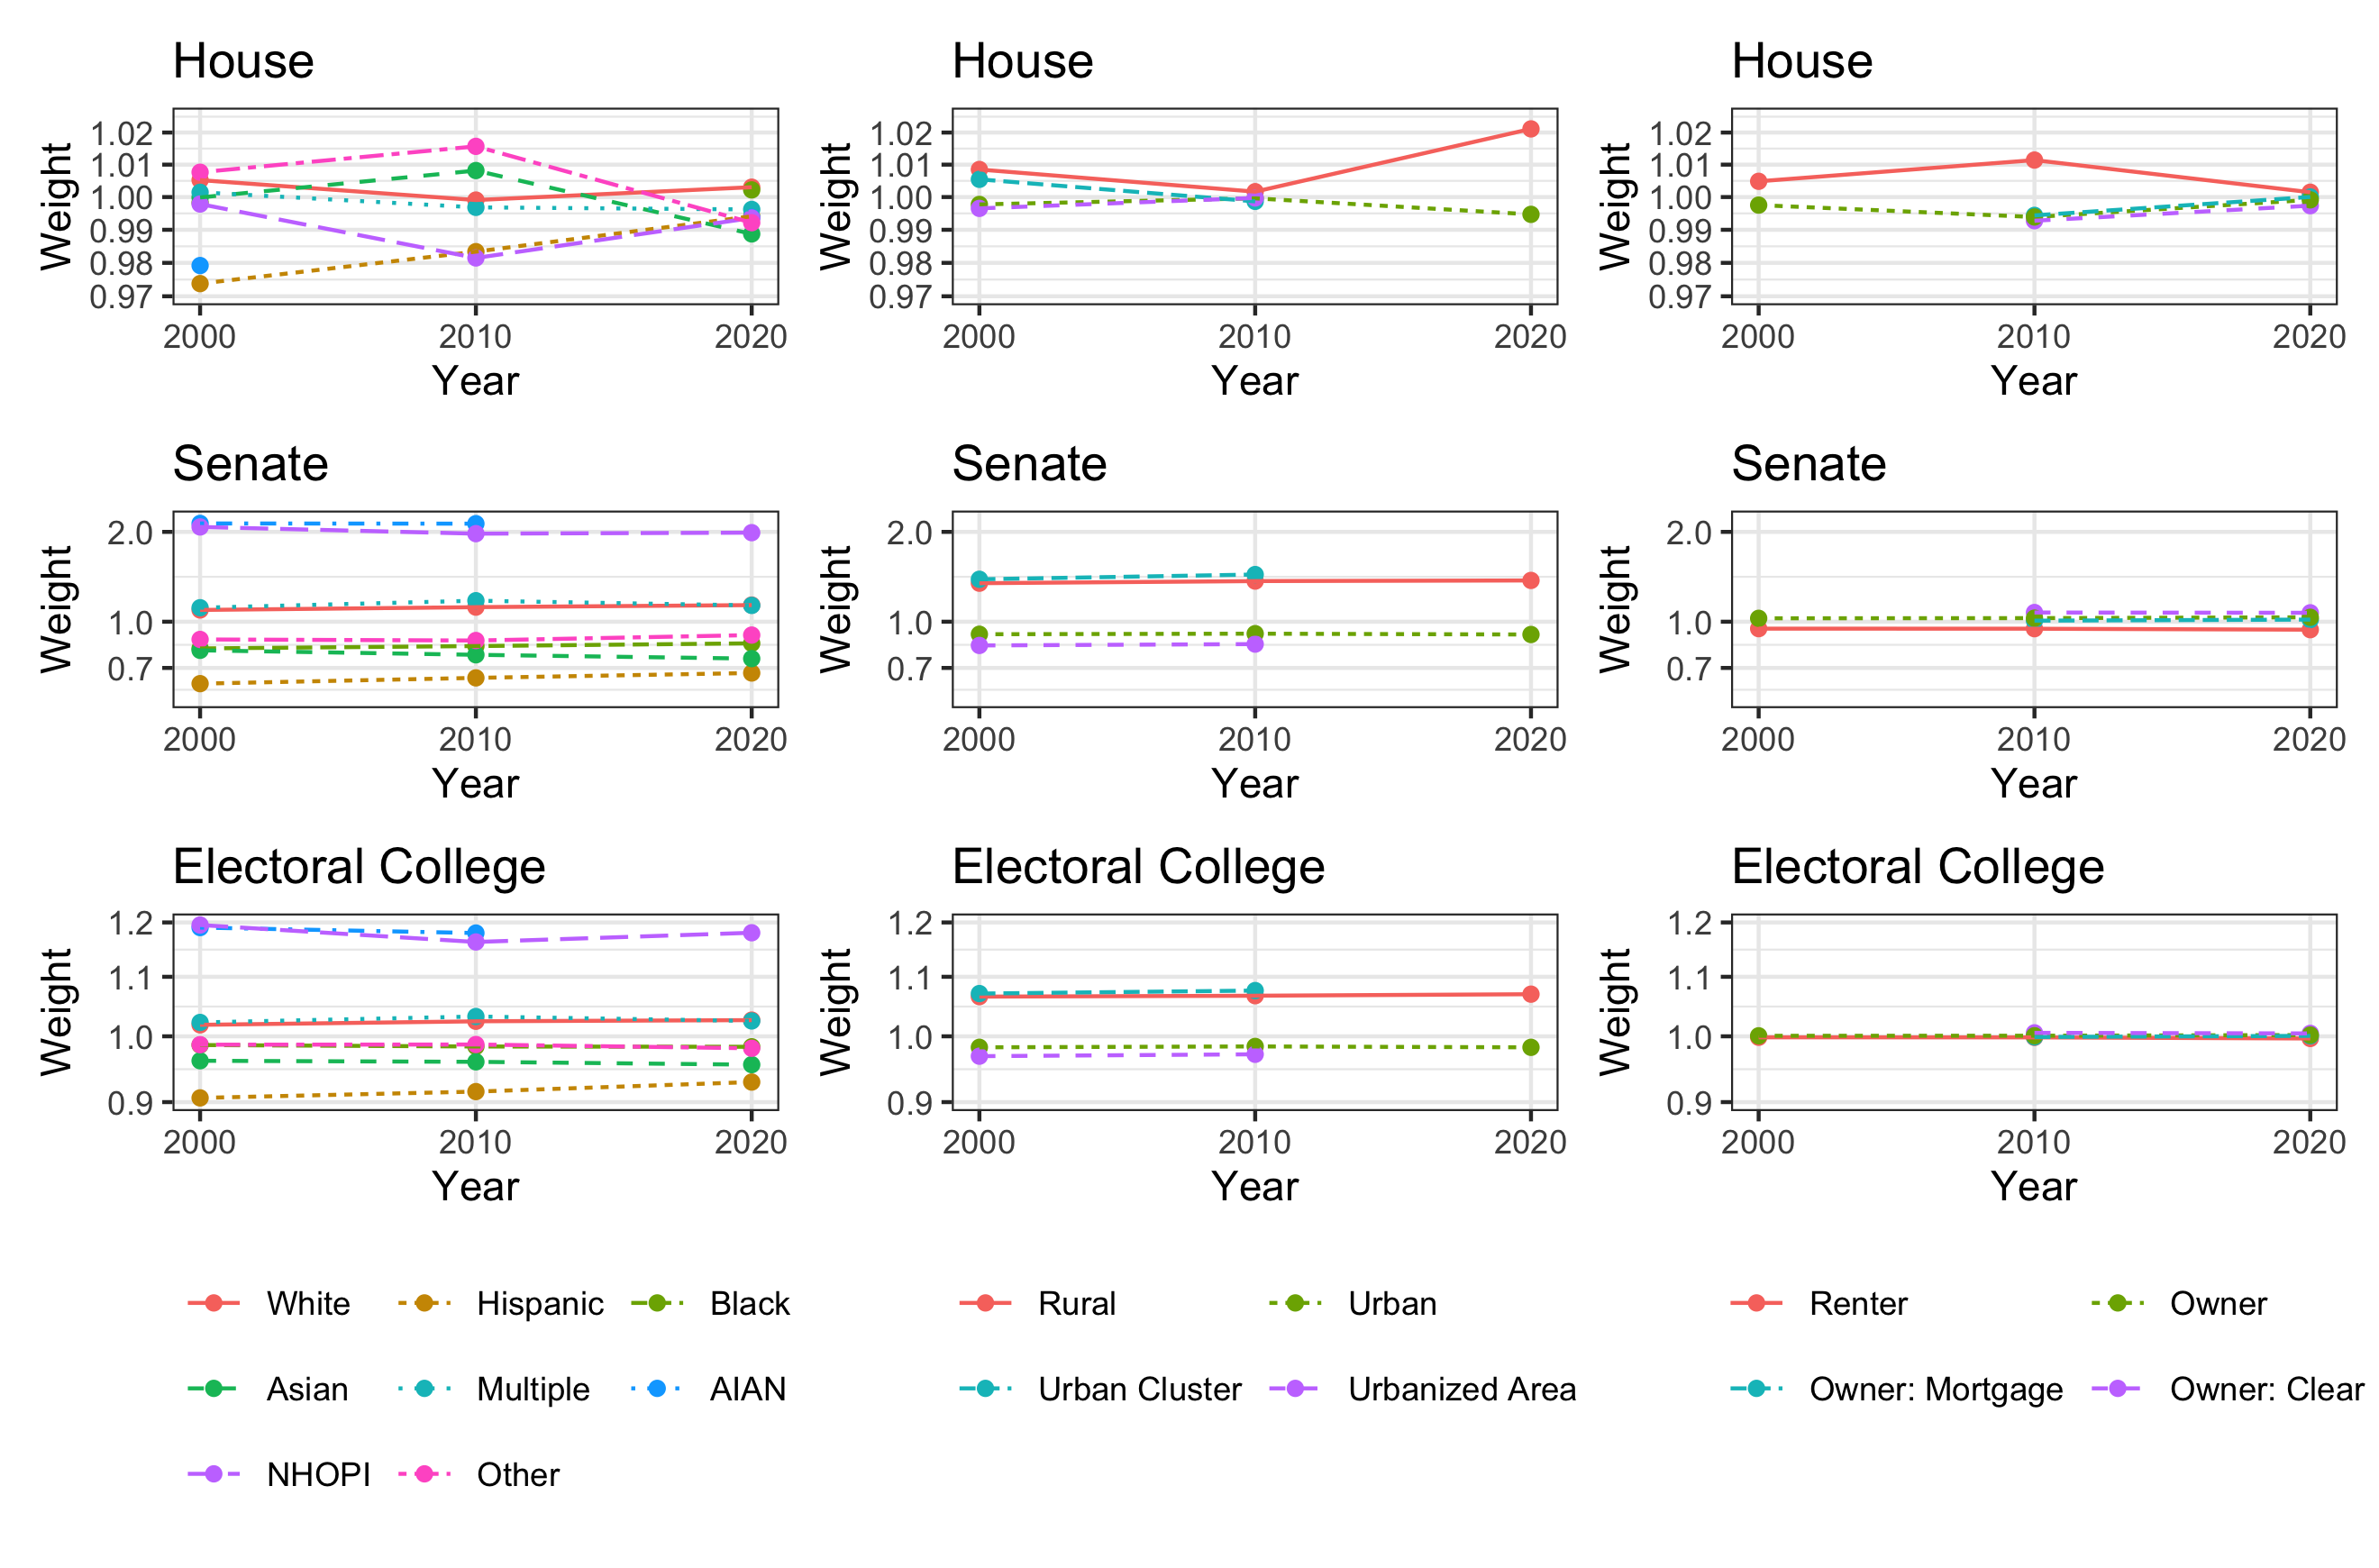 House House House
Weight 1.02 1.01 1.00 0.99 0.98 0.97
Weight 1.02 1.01 1.00 0.99 0.98 0.97
Weight 1.02 1.01 1.00 0.99 0.98 0.97
2000 2010 2020 2000 2010 2020 2000 2010 2020
Year Year Year
Senate Senate Senate
Weight 2.0 1.0 0.7
Weight 2.0 1.0 0.7
Weight 2.0 1.0 0.7
2000 2010 2020 2000 2010 2020 2000 2010 2020
Year Year Year
Electoral College Electoral College Electoral College
Weight 1.2 1.1 1.0 0.9
Weight 1.2 1.1 1.0 0.9
Weight 1.2 1.1 1.0 0.9
2000 2010 2020 2000 2010 2020 2000 2010 2020
Year Year Year
White Hispanic Black Rural Urban Renter Owner
Asian Multiple AIAN Urban Cluster Urbanized Area Owner: Mortgage Owner: Clear
NHOPI Other